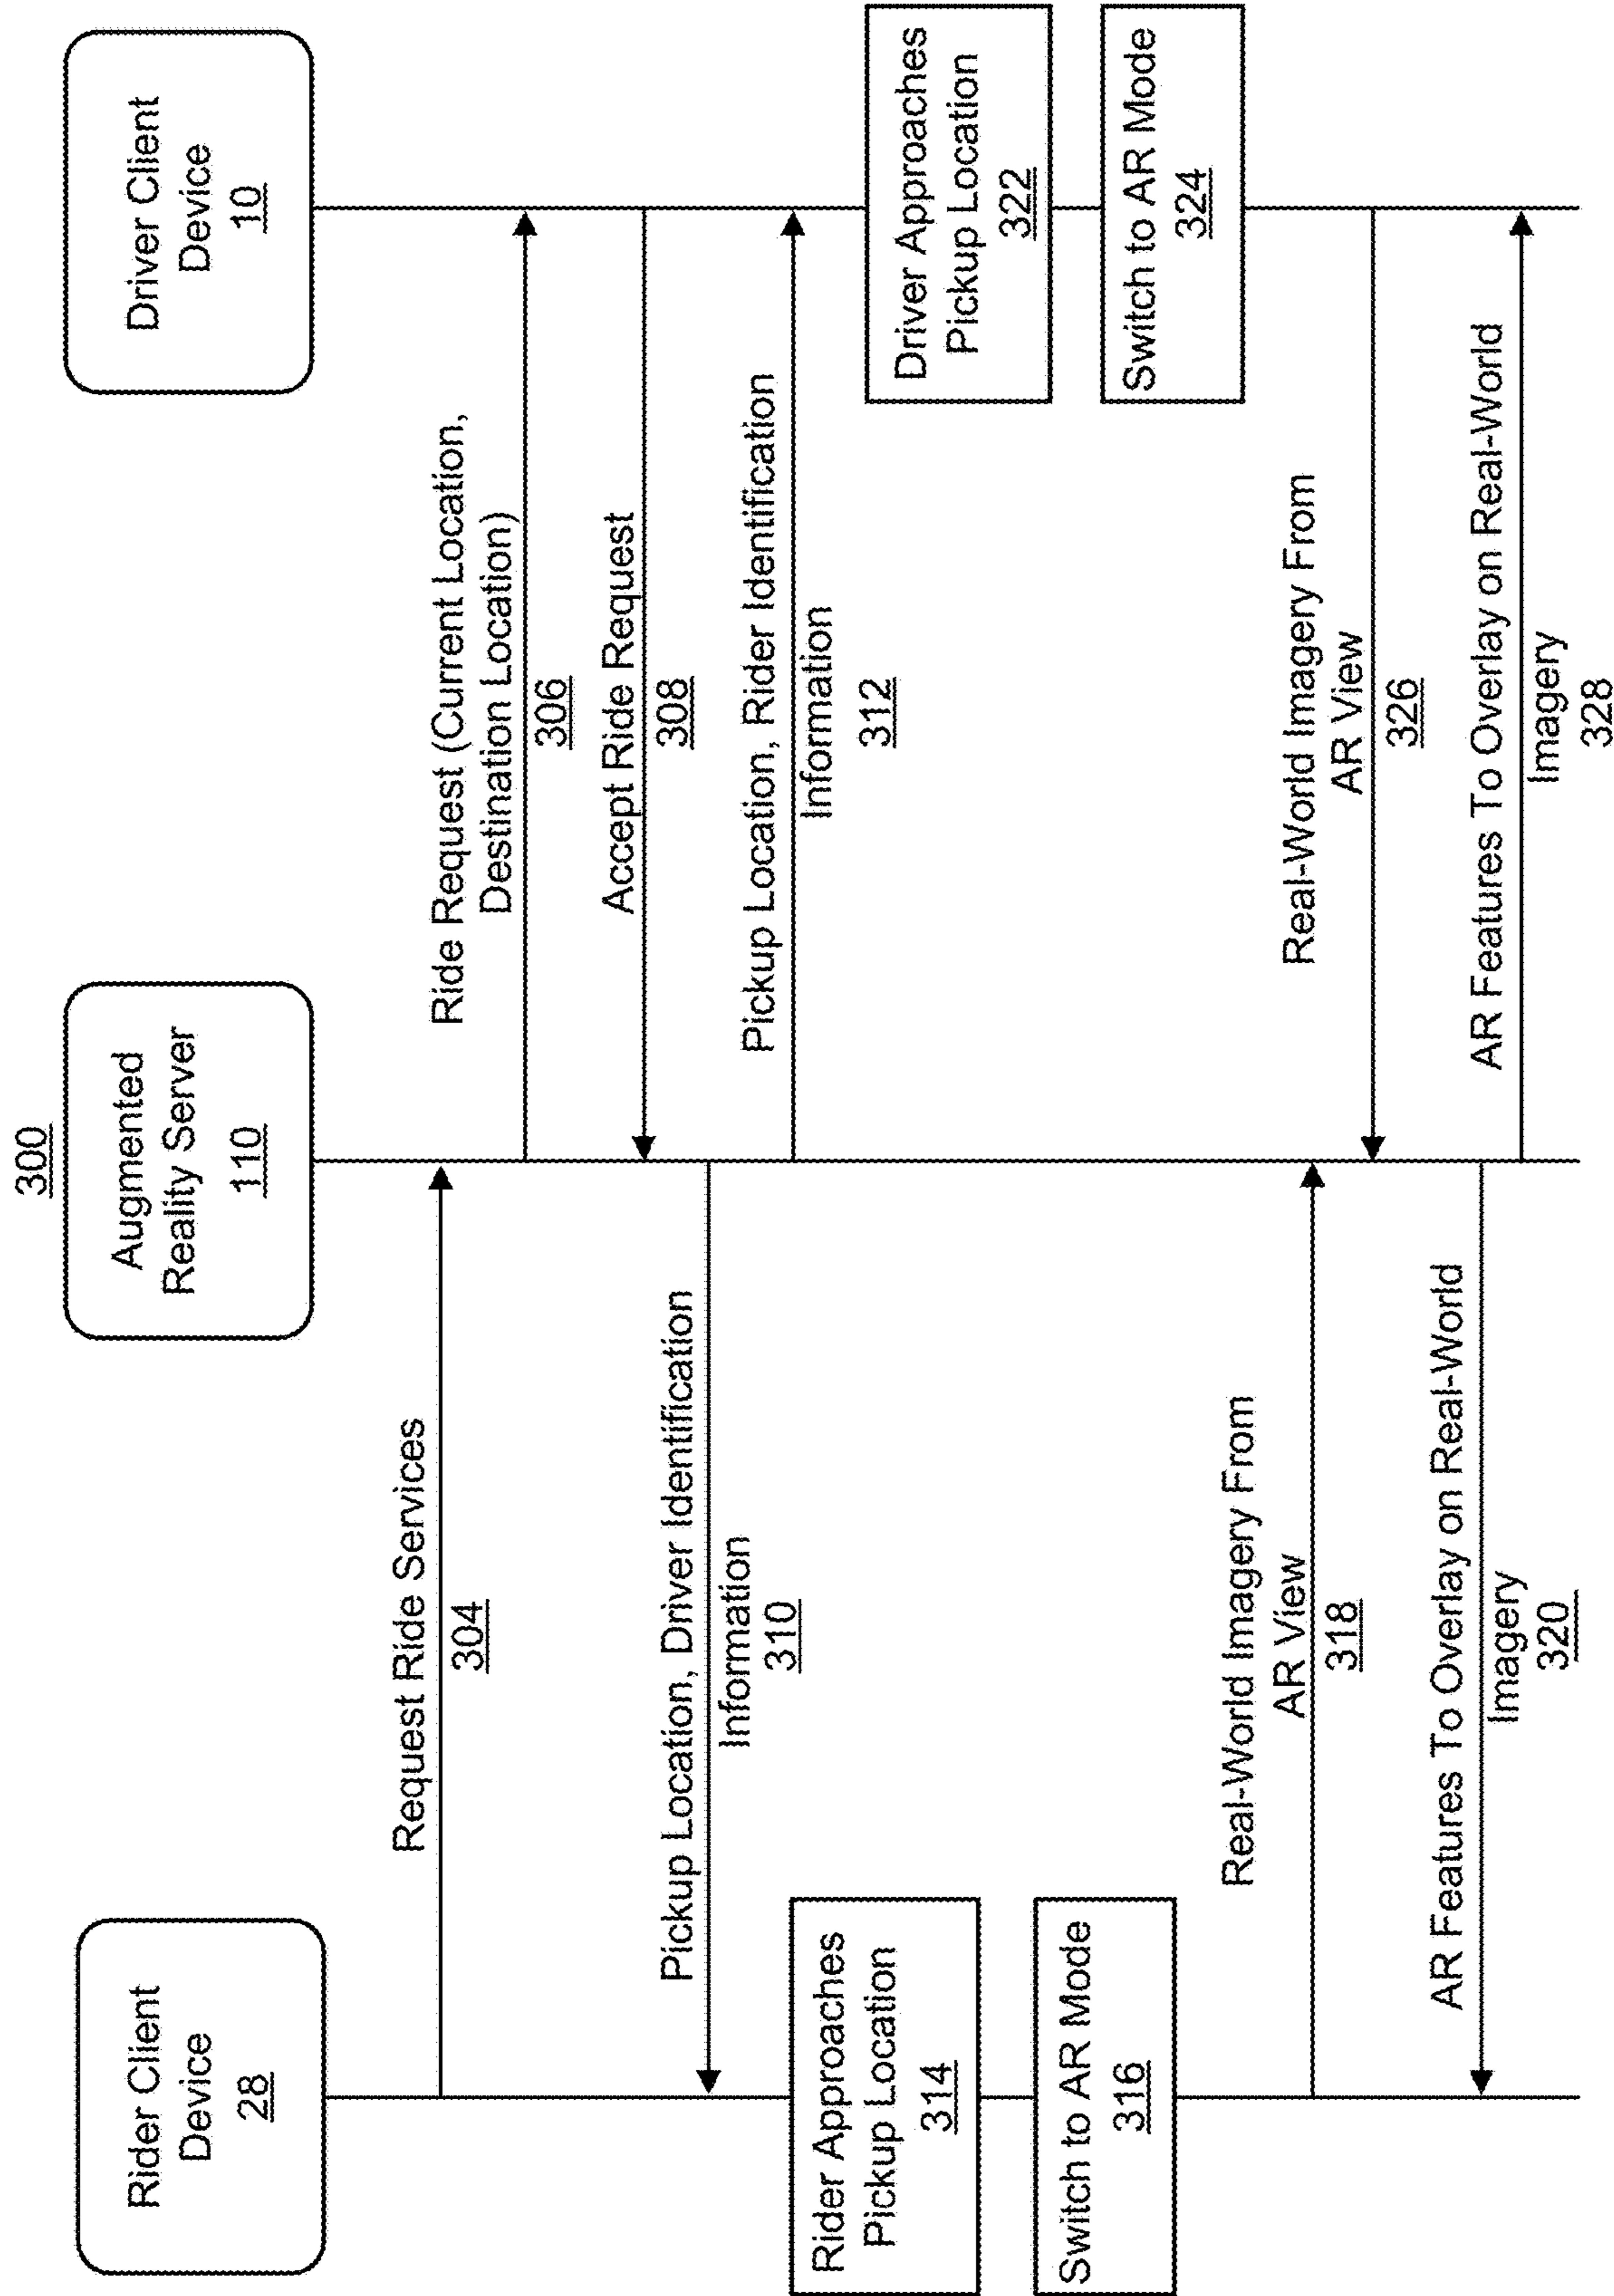 300
Rider Client
Device
28
Augmented
Reality Server
110
Driver Client
Device
10
Request Ride Services
304
Ride Request (Current Location,
Destination Location)
306
Accept Ride Request
308
Pickup Location, Driver Identification
Information
310
Pickup Location, Rider Identification
Information
312
Rider Approaches
Pickup Location
314
Driver Approaches
Pickup Location
322
Switch to AR Mode
316
Switch to AR Mode
324
Real-World Imagery From
AR View
318
Real-World Imagery From
AR View
326
AR Features To Overlay on Real-World
Imagery
320
AR Features To Overlay on Real-World
Imagery
328